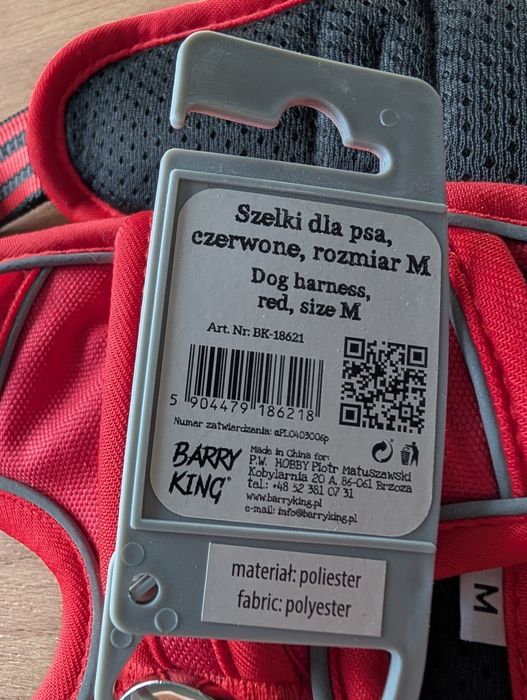 Szelki dla psa,
czerwone, rozmiar M
Dog harness,
red, size M
Art. Nr: BK-18621
5 904479 186218
Numer zatwierdzenia: αPL0403006p
BARRY
KING®
Made in China for:
P.W. HOBBY Piotr Matuszewski
Kobylarnia 20 A, 86-061 Brzoza
tel.: +48 52 381 07 31
www.barryking.pl
e-mail: info@barryking.pl
materiał: poliester
fabric: polyester
M